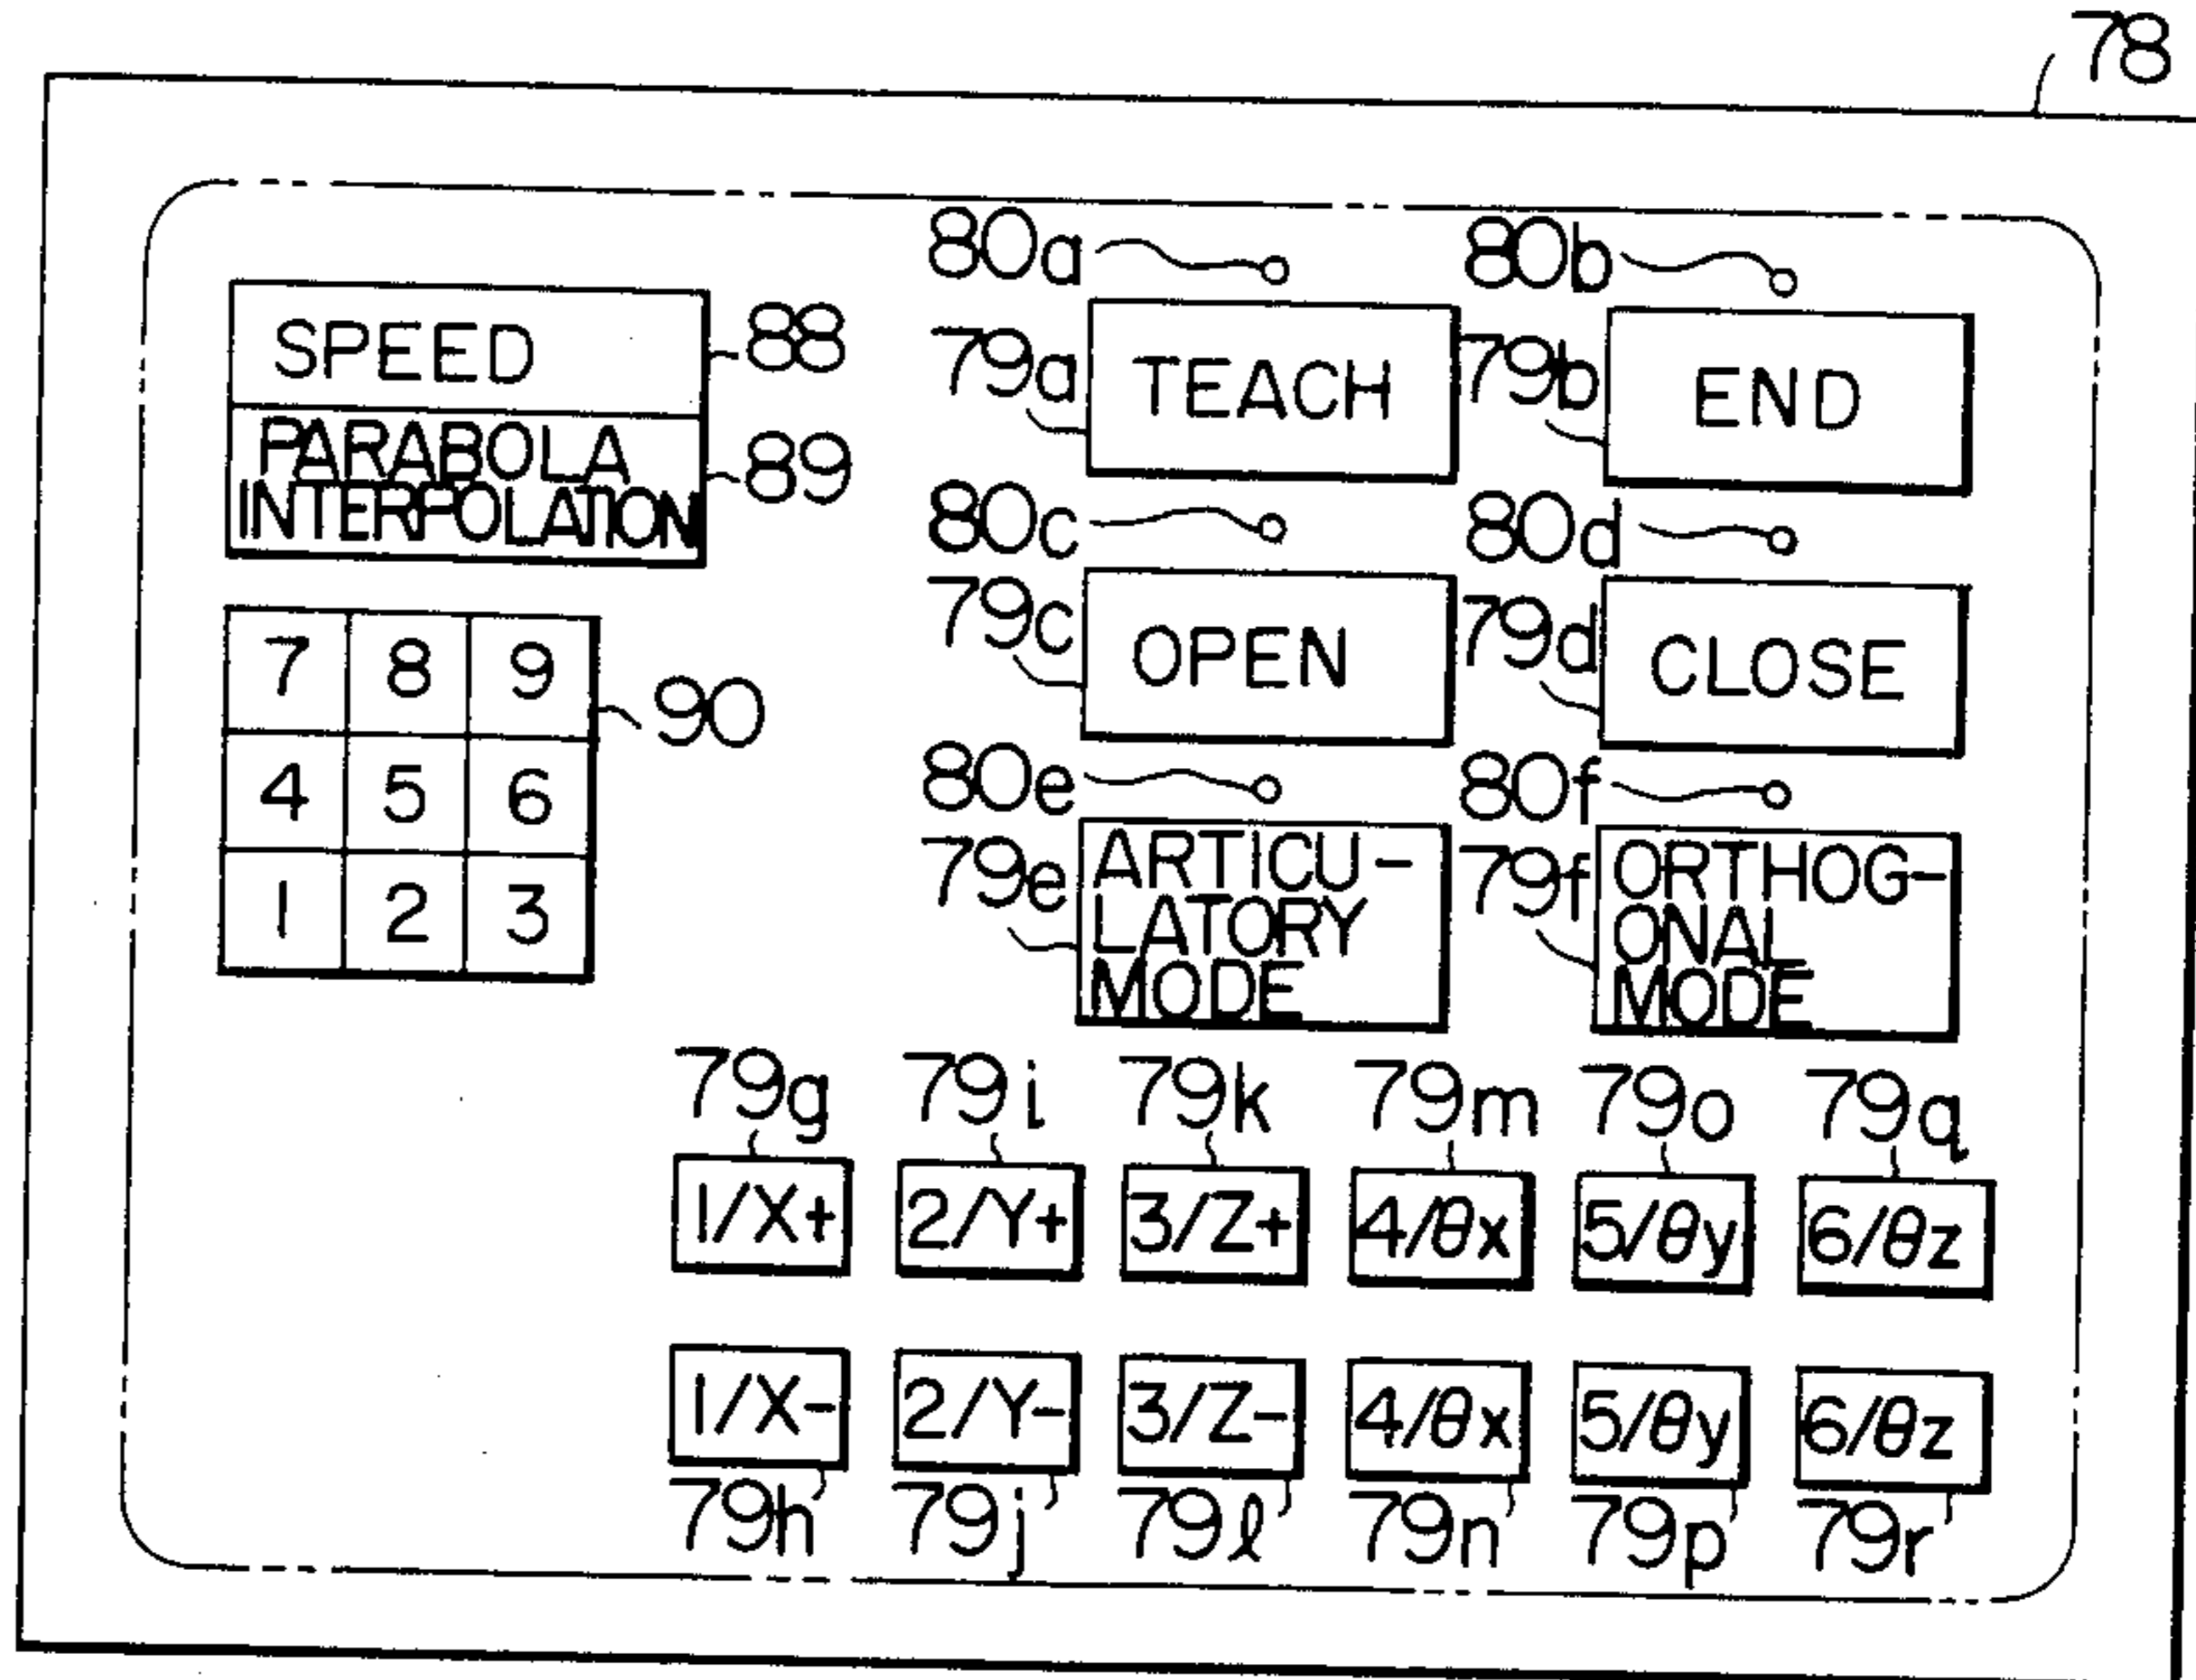 78
80a
80b
SPEED
88
79a
TEACH
79b
END
PARABOLA
INTERPOLATION
89
80c
80d
79c
OPEN
79d
CLOSE
7 8 9
90
4 5 6
1 2 3
80e
80f
79e
ARTICU-
LATORY
MODE
79f
ORTHOG-
ONAL
MODE
79g 79i 79k 79m 79o 79q
1/X+ 2/Y+ 3/Z+ 4/θx 5/θy 6/θz
1/X- 2/Y- 3/Z- 4/θx 5/θy 6/θz
79h 79j 79l 79n 79p 79r